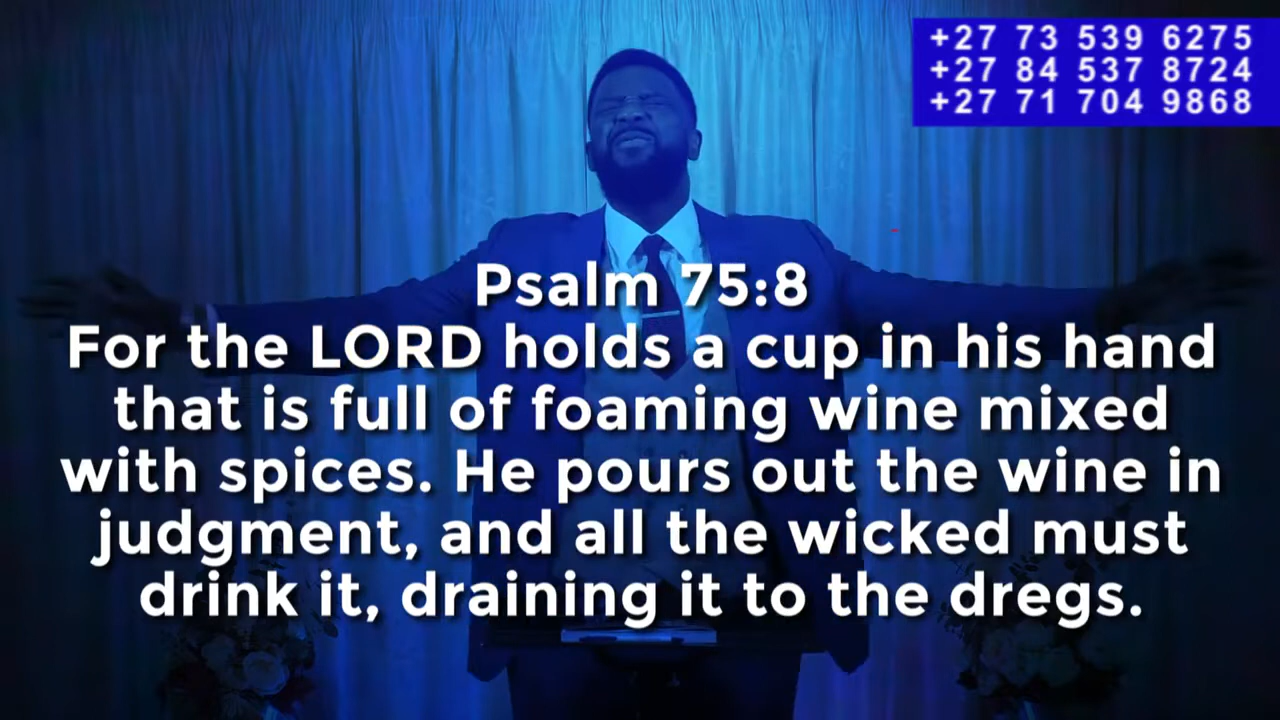 +27 73 539 6275
+27 84 537 8724
+27 71 704 9868
Psalm 75:8
For the LORD holds a cup in his hand
that is full of foaming wine mixed
with spices. He pours out the wine in
judgment, and all the wicked must
drink it, draining it to the dregs.